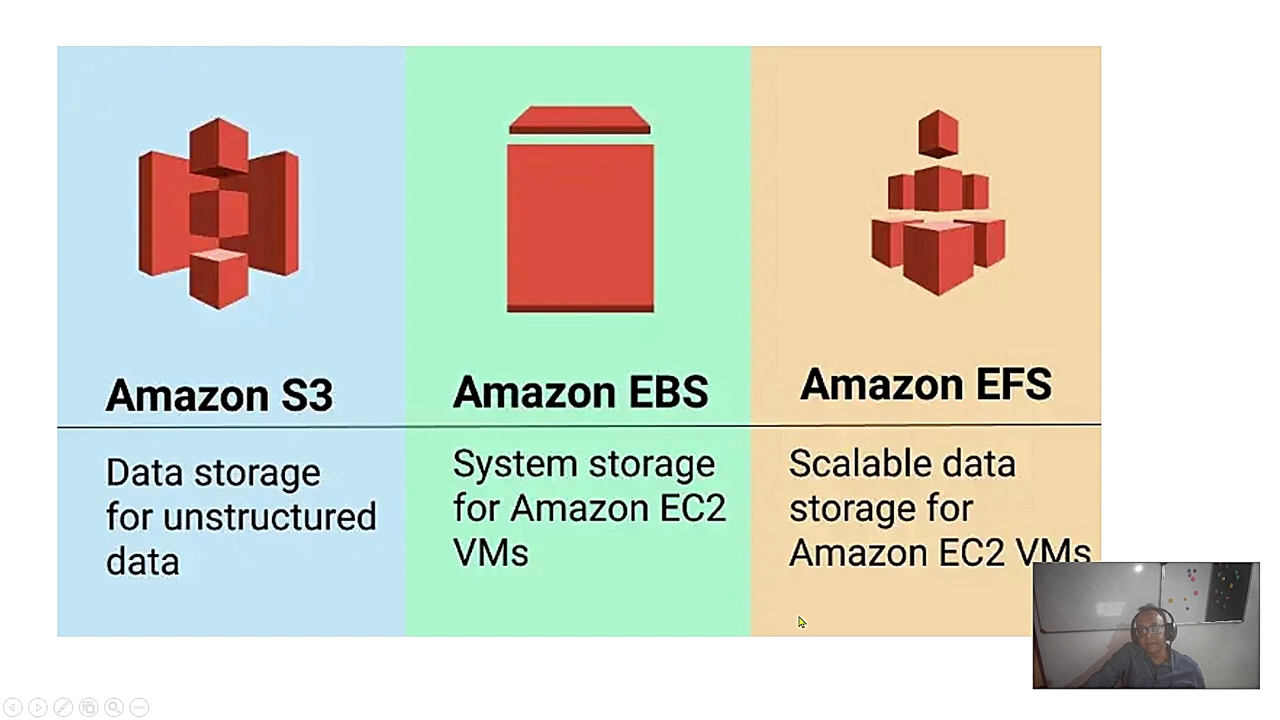 Amazon S3
Data storage
for unstructured
data
Amazon EBS
System storage
for Amazon EC2
VMs
Amazon EFS
Scalable data
storage for
Amazon EC2 VMs